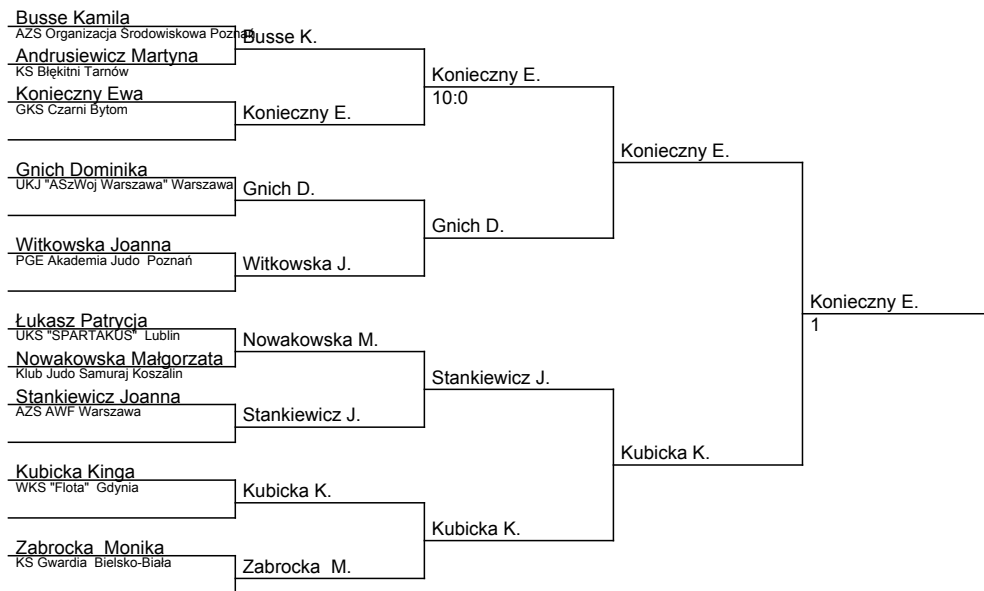 Busse Kamila
AZS Organizacja Środowiskowa Poznań
Busse K.
Andrusiewicz Martyna
KS Błękitni Tarnów
Konieczny E.
10:0
Konieczny Ewa
GKS Czarni Bytom
Konieczny E.
Konieczny E.
Gnich Dominika
UKJ "ASzWoj Warszawa" Warszawa
Gnich D.
Gnich D.
Witkowska Joanna
PGE Akademia Judo Poznań
Witkowska J.
Konieczny E.
1
Łukasz Patrycja
UKS "SPARTAKUS" Lublin
Nowakowska M.
Nowakowska Małgorzata
Klub Judo Samuraj Koszalin
Stankiewicz J.
Stankiewicz Joanna
AZS AWF Warszawa
Stankiewicz J.
Kubicka K.
Kubicka Kinga
WKS "Flota" Gdynia
Kubicka K.
Kubicka K.
Zabrocka Monika
KS Gwardia Bielsko-Biała
Zabrocka M.